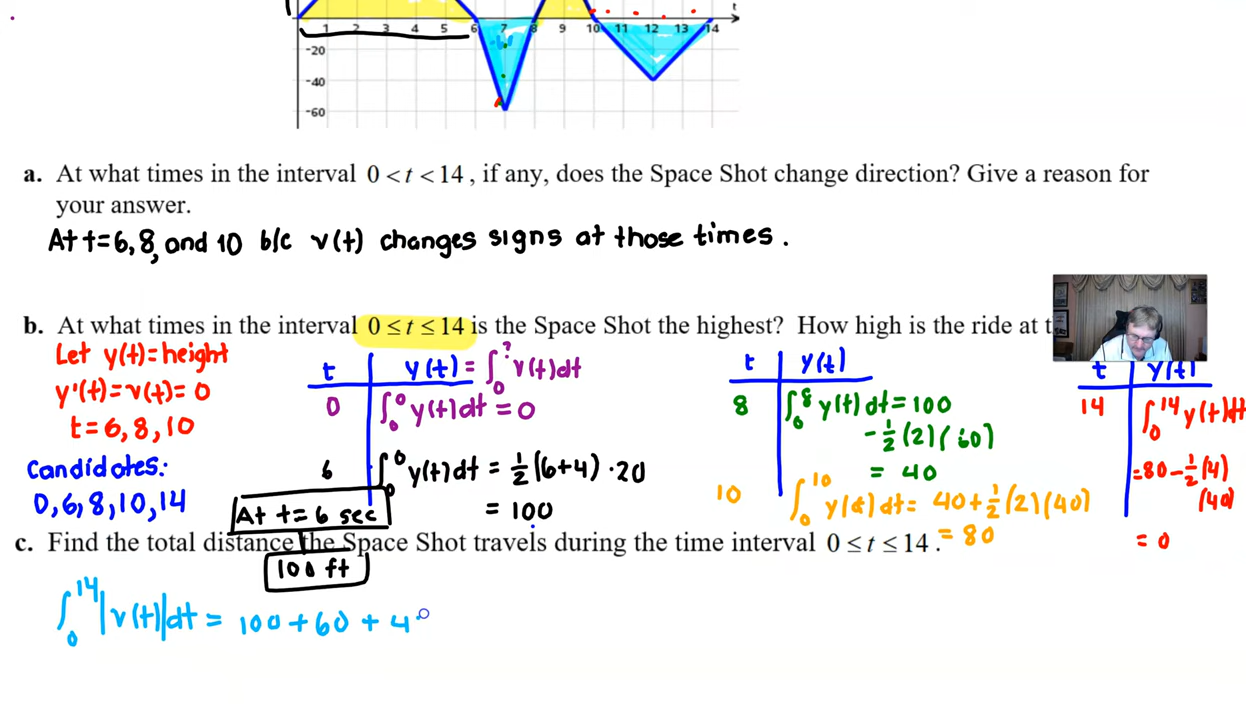 t
1 2 3 4 5 6 7 8 9 10 11 12 13 14
-20
-40
-60
a. At what times in the interval 0 < t < 14, if any, does the Space Shot change direction? Give a reason for
your answer.
At t=6, 8, and 10 b/c v(t) changes signs at those times.
b. At what times in the interval 0 ≤ t ≤ 14 is the Space Shot the highest? How high is the ride at t
Let y(t)=height
y'(t)=v(t)=0
t=6, 8, 10
Candidates:
0, 6, 8, 10, 14
t y(t) = ∫₀^? v(t)dt
0 ∫₀⁰ y(t)dt = 0
6 ∫₀⁰ y(t)dt = ½(6+4)·20
= 100
At t=6 sec
100 ft
t y(t)
8 ∫₀⁸ y(t)dt = 100
-½(2)(60)
= 40
10 ∫₀¹⁰ y(t)dt = 40+½(2)(40)
= 80
t y(t)
14 ∫₀¹⁴ y(t)dt
=80-½(4)
(40)
= 0
c. Find the total distance the Space Shot travels during the time interval 0 ≤ t ≤ 14.
∫₀¹⁴ |v(t)|dt = 100 + 60 + 4